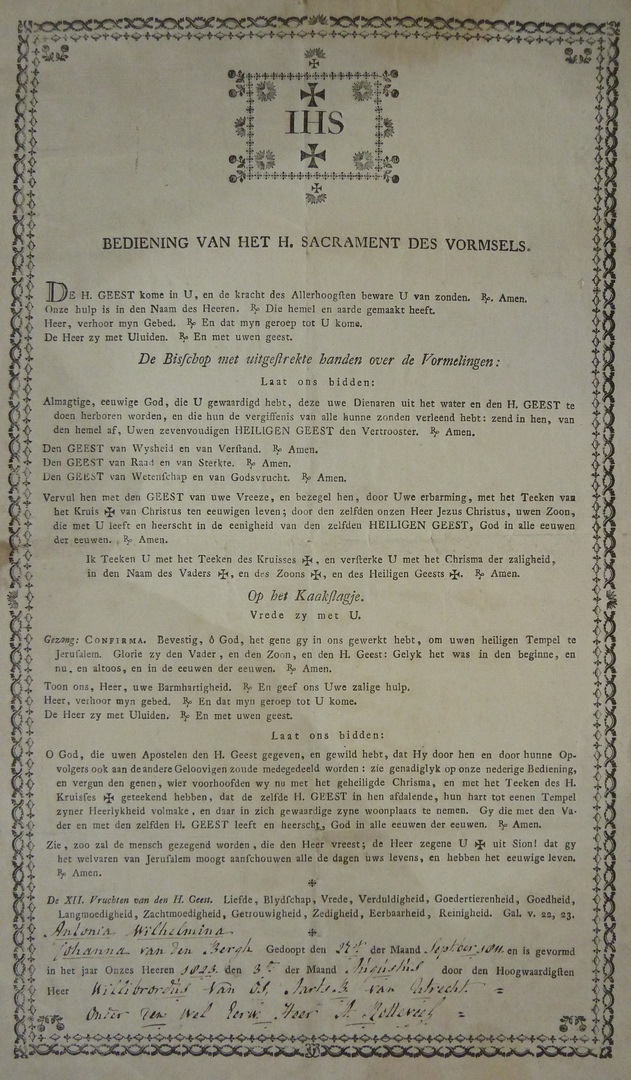 IHS
BEDIENING VAN HET H. SACRAMENT DES VORMSELS.
DE H. GEEST kome in U, en de kracht des Allerhoogſten beware U van zonden. ℟. Amen.
Onze hulp is in den Naam des Heeren. ℟. Die hemel en aarde gemaakt heeft.
Heer, verhoor myn Gebed. ℟. En dat myn geroep tot U kome.
De Heer zy met Uluiden. ℟. En met uwen geest.
De Biſſchop met uitgeſtrekte handen over de Vormelingen:
Laat ons bidden:
Almagtige, eeuwige God, die U gewaardigd hebt, deze uwe Dienaren uit het water en den H. GEEST te
doen herboren worden, en die hun de vergiffenis van alle hunne zonden verleend hebt: zend in hen, van
den hemel af, Uwen zevenvoudigen HEILIGEN GEEST den Vertrooster. ℟. Amen.
Den GEEST van Wysheid en van Verſtand. ℟. Amen.
Den GEEST van Raad en van Sterkte. ℟. Amen.
Den GEEST van Wetenſchap en van Godsvrucht. ℟. Amen.
Vervul hen met den GEEST van uwe Vreeze, en bezegel hen, door Uwe erbarming, met het Teeken van
het Kruis ✠ van Christus ten eeuwigen leven; door den zelfden onzen Heer Jezus Christus, uwen Zoon,
die met U leeft en heerscht in de eenigheid van den zelfden HEILIGEN GEEST, God in alle eeuwen
der eeuwen. ℟. Amen.
Ik Teeken U met het Teeken des Kruisses ✠, en verſterke U met het Chrisma der zaligheid,
in den Naam des Vaders ✠, en des Zoons ✠, en des Heiligen Geests ✠. ℟. Amen.
Op het Kaakſlagje.
Vrede zy met U.
Gezang: CONFIRMA. Bevestig, ô God, het gene gy in ons gewerkt hebt, om uwen heiligen Tempel te
Jeruſalem. Glorie zy den Vader, en den Zoon, en den H. Geest: Gelyk het was in den beginne, en
nu, en altoos, en in de eeuwen der eeuwen. ℟. Amen.
Toon ons, Heer, uwe Barmhartigheid. ℟. En geef ons Uwe zalige hulp.
Heer, verhoor myn gebed. ℟. En dat myn geroep tot U kome.
De Heer zy met Uluiden. ℟. En met uwen geest.
Laat ons bidden:
O God, die uwen Apostelen den H. Geest gegeven, en gewild hebt, dat Hy door hen en door hunne Op-
volgers ook aan de andere Geloovigen zoude medegedeeld worden: zie genadiglyk op onze nederige Bediening,
en vergun den genen, wier voorhoofden wy nu met het geheiligde Chrisma, en met het Teeken des H.
Kruiſes ✠ geteekend hebben, dat de zelfde H. GEEST in hen afdalende, hun hart tot eenen Tempel
zyner Heerlykheid volmake, en daar in zich gewaardige zyne woonplaats te nemen. Gy die met den Va-
der en met den zelfden H. GEEST leeft en heerscht, God in alle eeuwen der eeuwen. ℟. Amen.
Zie, zoo zal de mensch gezegend worden, die den Heer vreest; de Heer zegene U ✠ uit Sion! dat gy
het welvaren van Jeruſalem moogt aanſchouwen alle de dagen uws levens, en hebben het eeuwige leven.
℟. Amen.
De XII. Vruchten van den H. Geest. Liefde, Blydſchap, Vrede, Verduldigheid, Goedertierenheid, Goedheid,
Langmoedigheid, Zachtmoedigheid, Getrouwigheid, Zedigheid, Eerbaarheid, Reinigheid. Gal. v. 22, 23.
Antonia Wilhelmina
Johanna van den Bergh Gedoopt den der Maand en is gevormd
in het jaar Onzes Heeren 1823. den 3 der Maand Augustus door den Hoogwaardigſten
Heer Willibrordus van Os, Aartsb. van Utrecht =
Onder den Wel Eerw. Heer =